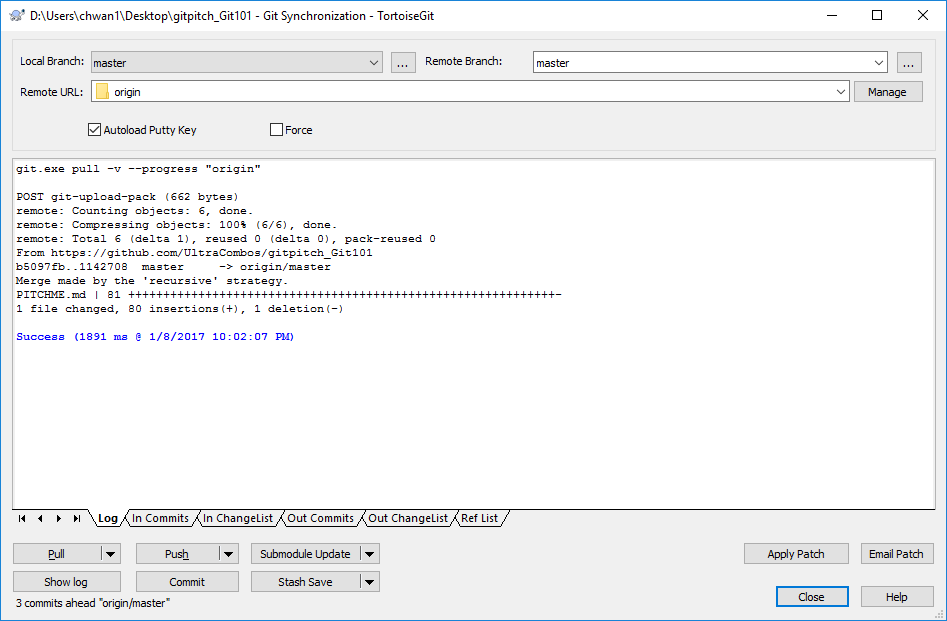 D:\Users\chwan1\Desktop\gitpitch_Git101 - Git Synchronization - TortoiseGit
Local Branch: master ... Remote Branch: master ...
Remote URL: origin Manage
Autoload Putty Key Force
git.exe pull -v --progress "origin"
POST git-upload-pack (662 bytes)
remote: Counting objects: 6, done.
remote: Compressing objects: 100% (6/6), done.
remote: Total 6 (delta 1), reused 0 (delta 0), pack-reused 0
From https://github.com/UltraCombos/gitpitch_Git101
b5097fb..1142708  master     -> origin/master
Merge made by the 'recursive' strategy.
PITCHME.md | 81 +++++++++++++++++++++++++++++++++++++++++++++++++++++++++++++-
1 file changed, 80 insertions(+), 1 deletion(-)
Success (1891 ms @ 1/8/2017 10:02:07 PM)
Log In Commits In ChangeList Out Commits Out ChangeList Ref List
Pull Push Submodule Update Apply Patch Email Patch
Show log Commit Stash Save
3 commits ahead "origin/master" Close Help